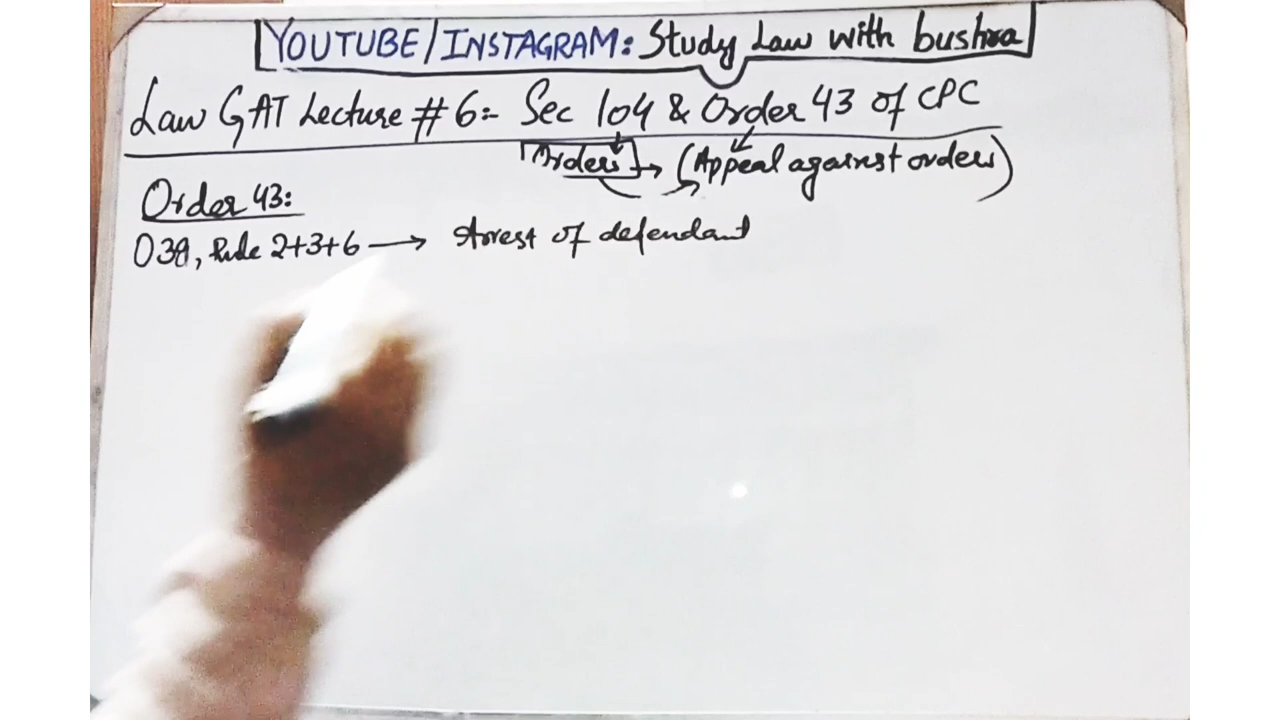 YOUTUBE/INSTAGRAM: Study Law with bushra
Law GAT Lecture # 6:- Sec 104 & Order 43 of CPC
Orders → (Appeal against orders)
Order 43:
O38, Rule 2+3+6 → Arrest of defendant